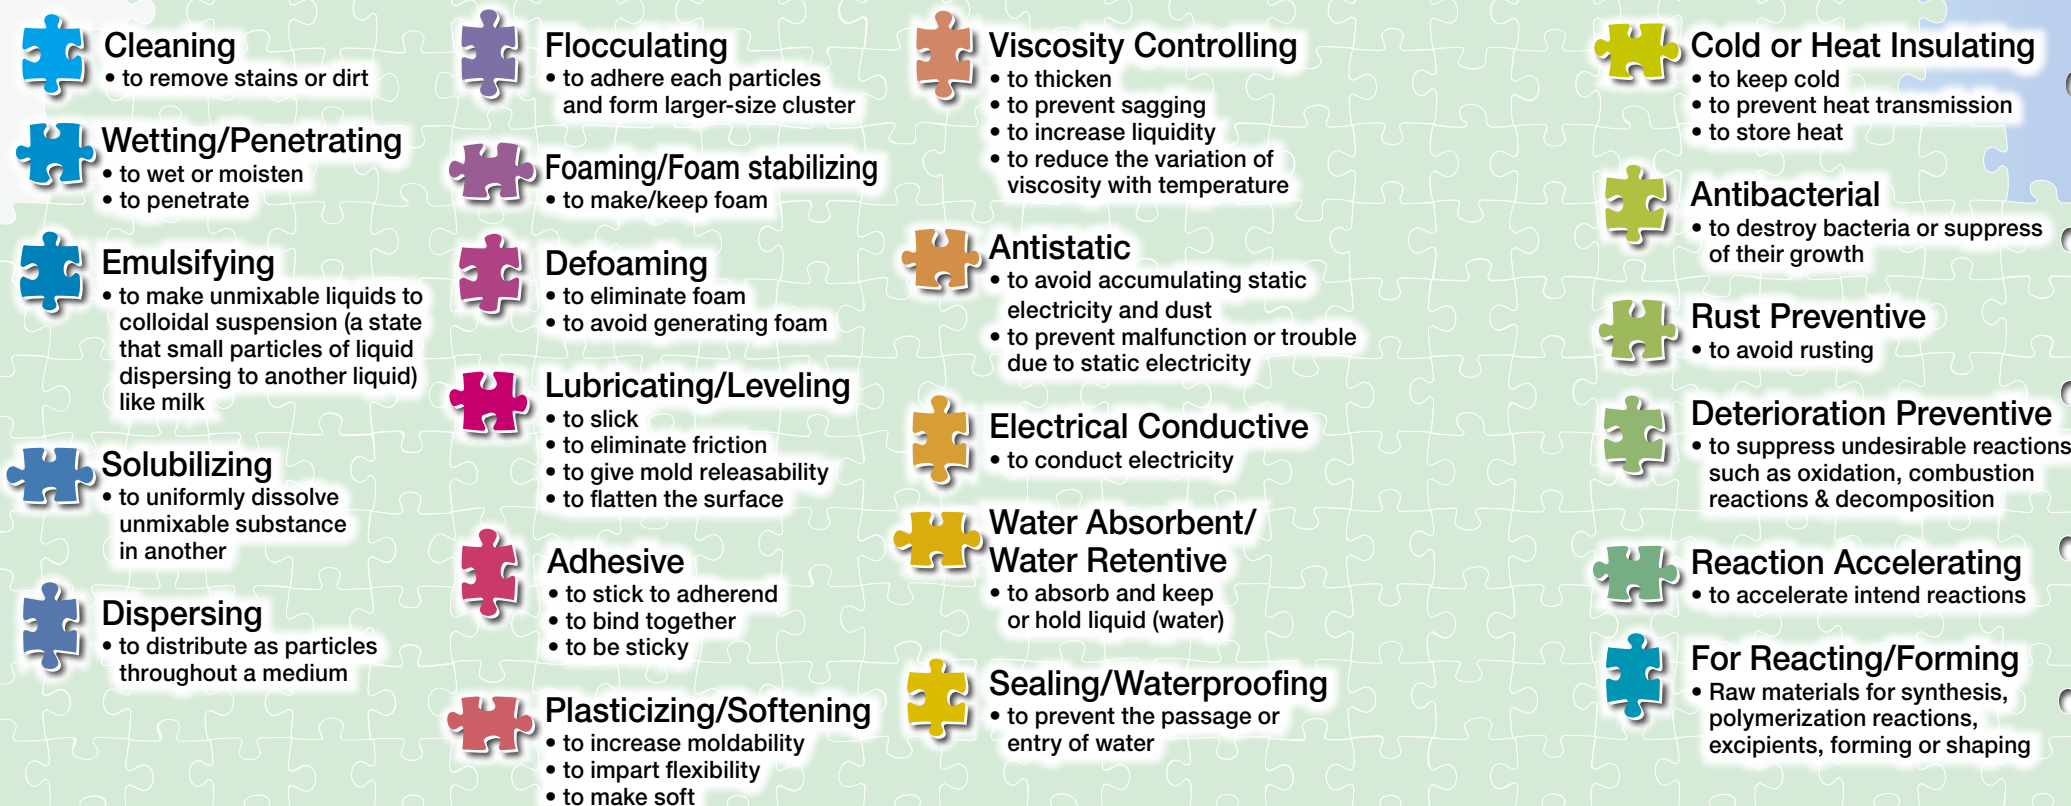 Cleaning
• to remove stains or dirt
Wetting/Penetrating
• to wet or moisten
• to penetrate
Emulsifying
• to make unmixable liquids to
colloidal suspension (a state
that small particles of liquid
dispersing to another liquid)
like milk
Solubilizing
• to uniformly dissolve
unmixable substance
in another
Dispersing
• to distribute as particles
throughout a medium
Flocculating
• to adhere each particles
and form larger-size cluster
Foaming/Foam stabilizing
• to make/keep foam
Defoaming
• to eliminate foam
• to avoid generating foam
Lubricating/Leveling
• to slick
• to eliminate friction
• to give mold releasability
• to flatten the surface
Adhesive
• to stick to adherend
• to bind together
• to be sticky
Plasticizing/Softening
• to increase moldability
• to impart flexibility
• to make soft
Viscosity Controlling
• to thicken
• to prevent sagging
• to increase liquidity
• to reduce the variation of
viscosity with temperature
Antistatic
• to avoid accumulating static
electricity and dust
• to prevent malfunction or trouble
due to static electricity
Electrical Conductive
• to conduct electricity
Water Absorbent/
Water Retentive
• to absorb and keep
or hold liquid (water)
Sealing/Waterproofing
• to prevent the passage or
entry of water
Cold or Heat Insulating
• to keep cold
• to prevent heat transmission
• to store heat
Antibacterial
• to destroy bacteria or suppress
of their growth
Rust Preventive
• to avoid rusting
Deterioration Preventive
• to suppress undesirable reactions
such as oxidation, combustion
reactions & decomposition
Reaction Accelerating
• to accelerate intend reactions
For Reacting/Forming
• Raw materials for synthesis,
polymerization reactions,
excipients, forming or shaping